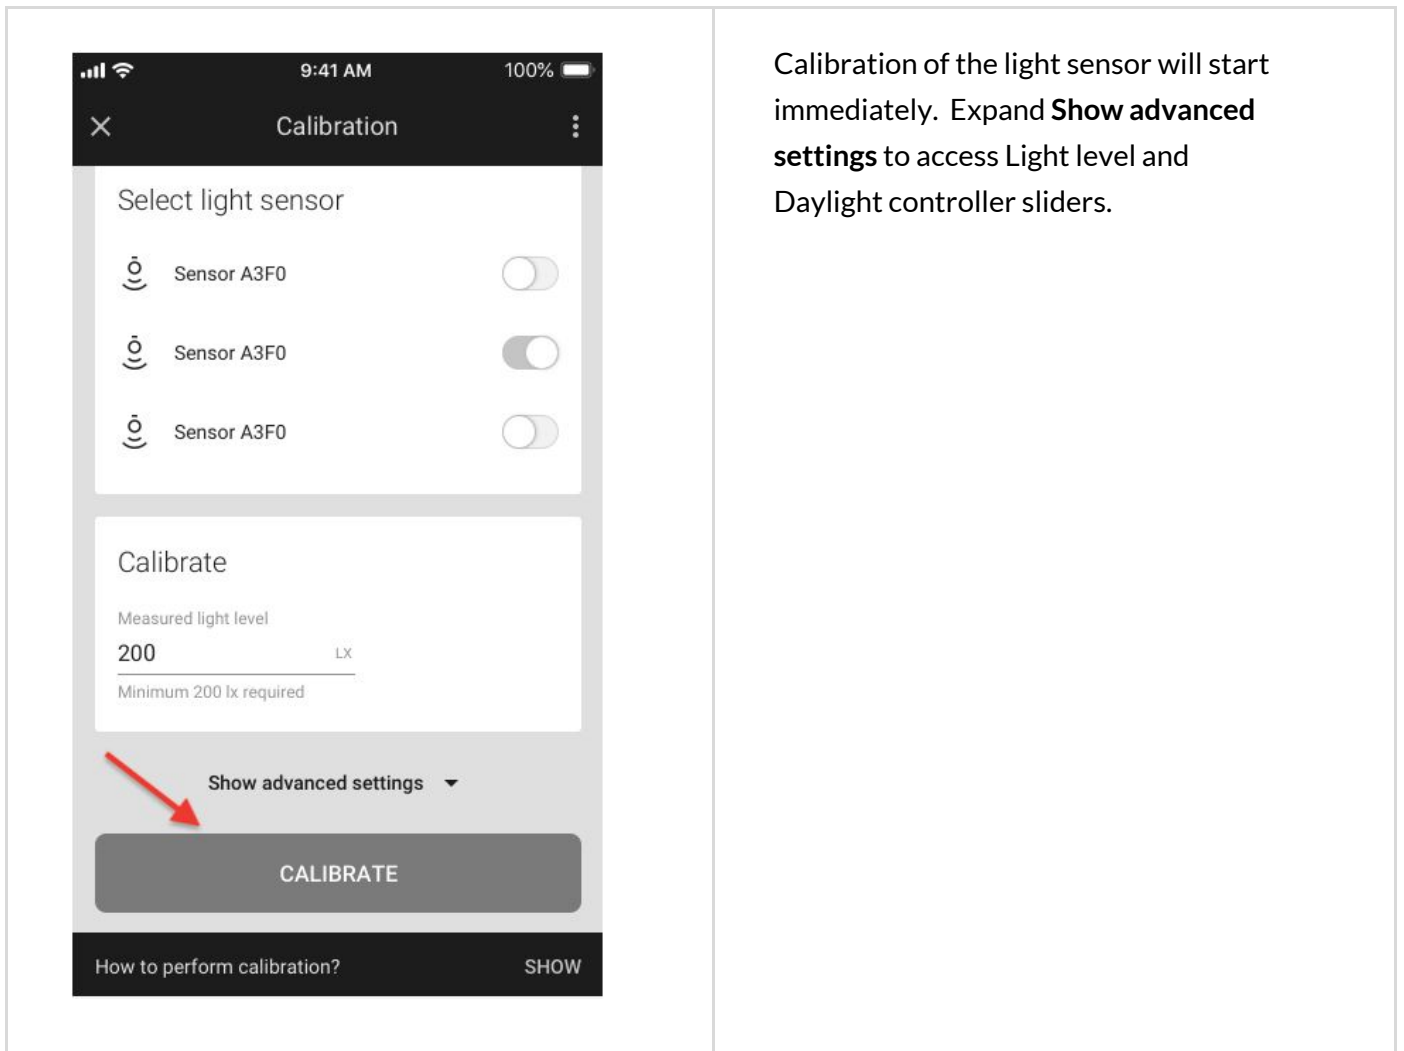 9:41 AM
100%
Calibration
Select light sensor
Sensor A3F0
Sensor A3F0
Sensor A3F0
Calibrate
Measured light level
200 LX
Minimum 200 lx required
Show advanced settings
CALIBRATE
How to perform calibration? SHOW
Calibration of the light sensor will start
immediately. Expand Show advanced
settings to access Light level and
Daylight controller sliders.